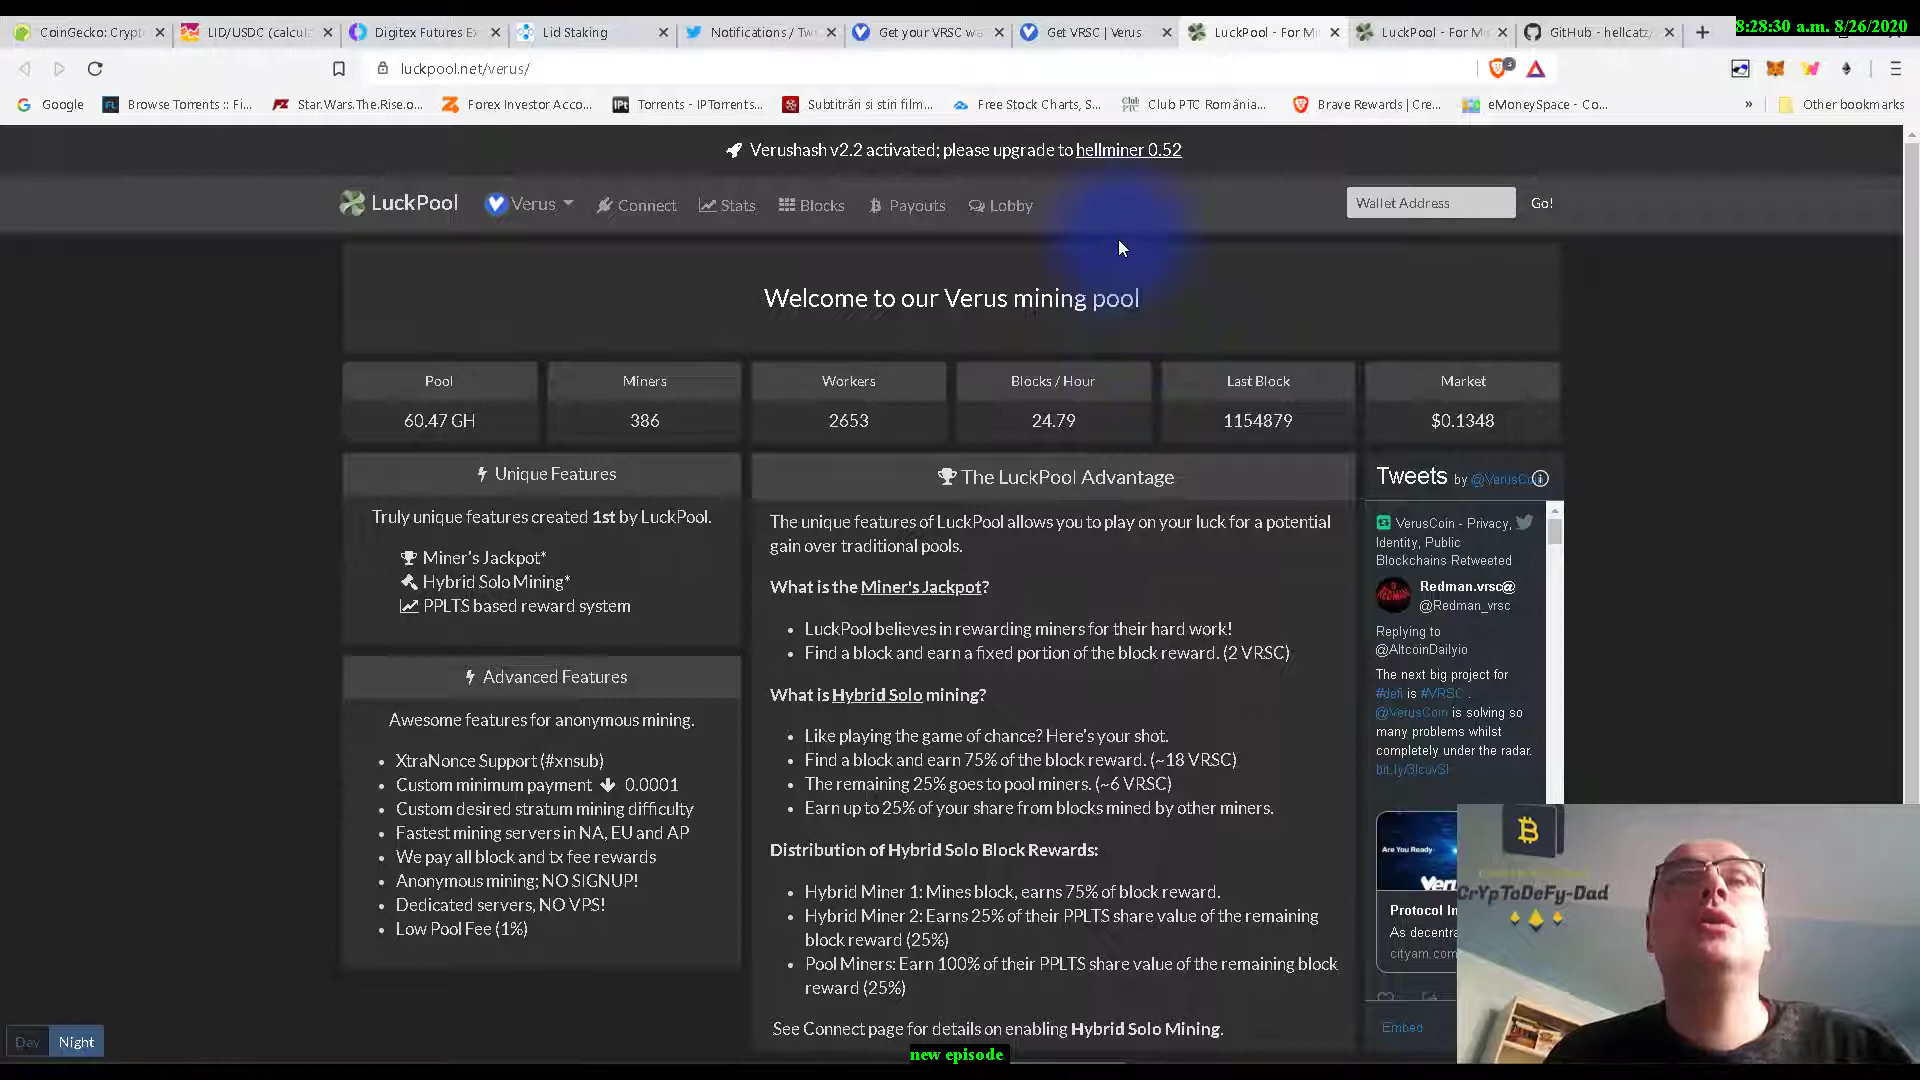 8:28:30 a.m. 8/26/2020
CoinGecko: Crypt
LID/USDC (calcula
Digitex Futures Ex
Lid Staking
Notifications / Tw
Get your VRSC wa
Get VRSC | Verus
LuckPool - For Mi
LuckPool - For Mi
GitHub - hellcatz,
luckpool.net/verus/
Google
Browse Torrents :: Fi...
Star.Wars.The.Rise.o...
Forex Investor Acco...
Torrents - IPTorrents...
Subtitrări si stiri film...
Free Stock Charts, S...
Club PTC România...
Brave Rewards | Cre...
eMoneySpace - Co...
»
Other bookmarks
Verushash v2.2 activated; please upgrade to hellminer 0.52
LuckPool
Verus
Connect
Stats
Blocks
Payouts
Lobby
Wallet Address
Go!
Welcome to our Verus mining pool
Pool
Miners
Workers
Blocks / Hour
Last Block
Market
60.47 GH
386
2653
24.79
1154879
$0.1348
Unique Features
Truly unique features created 1st by LuckPool.
Miner's Jackpot*
Hybrid Solo Mining*
PPLTS based reward system
Advanced Features
Awesome features for anonymous mining.
• XtraNonce Support (#xnsub)
• Custom minimum payment 0.0001
• Custom desired stratum mining difficulty
• Fastest mining servers in NA, EU and AP
• We pay all block and tx fee rewards
• Anonymous mining; NO SIGNUP!
• Dedicated servers, NO VPS!
• Low Pool Fee (1%)
The LuckPool Advantage
The unique features of LuckPool allows you to play on your luck for a potential
gain over traditional pools.
What is the Miner's Jackpot?
• LuckPool believes in rewarding miners for their hard work!
• Find a block and earn a fixed portion of the block reward. (2 VRSC)
What is Hybrid Solo mining?
• Like playing the game of chance? Here's your shot.
• Find a block and earn 75% of the block reward. (~18 VRSC)
• The remaining 25% goes to pool miners. (~6 VRSC)
• Earn up to 25% of your share from blocks mined by other miners.
Distribution of Hybrid Solo Block Rewards:
• Hybrid Miner 1: Mines block, earns 75% of block reward.
• Hybrid Miner 2: Earns 25% of their PPLTS share value of the remaining
block reward (25%)
• Pool Miners: Earn 100% of their PPLTS share value of the remaining block
reward (25%)
See Connect page for details on enabling Hybrid Solo Mining.
Tweets by @VerusCoin
VerusCoin - Privacy,
Identity, Public
Blockchains Retweeted
Redman.vrsc@
@Redman_vrsc
Replying to
@AltcoinDailyio
The next big project for
#defi is #VRSC .
@VerusCoin is solving so
many problems whilst
completely under the radar.
Are You Ready
Protocol In
As decentra
cityam.com
Embed
CrYpToDeFy-Dad
Day
Night
new episode